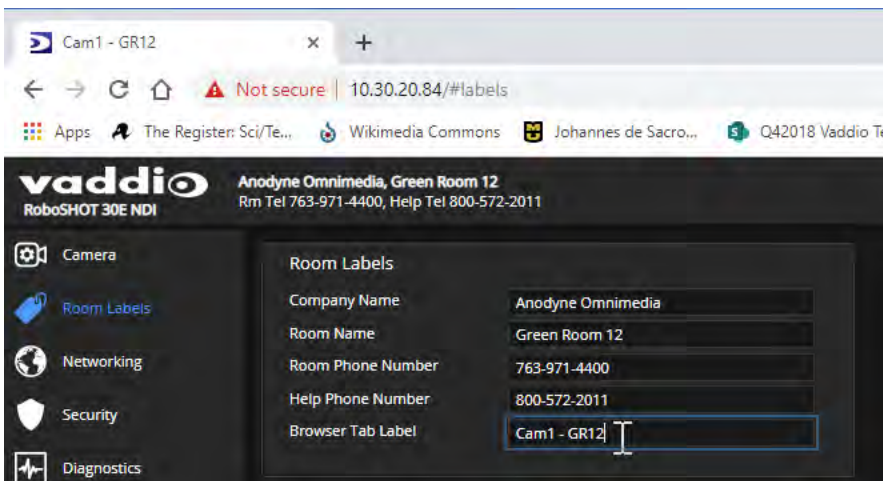 Cam1 - GR12
Not secure 10.30.20.84/#labels
Apps The Register: Sci/Te... Wikimedia Commons Johannes de Sacro... Q42018 Vaddio Te
vaddio Anodyne Omnimedia, Green Room 12
RoboSHOT 30E NDI Rm Tel 763-971-4400, Help Tel 800-572-2011
Camera
Room Labels
Networking
Security
Diagnostics
Room Labels
Company Name Anodyne Omnimedia
Room Name Green Room 12
Room Phone Number 763-971-4400
Help Phone Number 800-572-2011
Browser Tab Label Cam1 - GR12